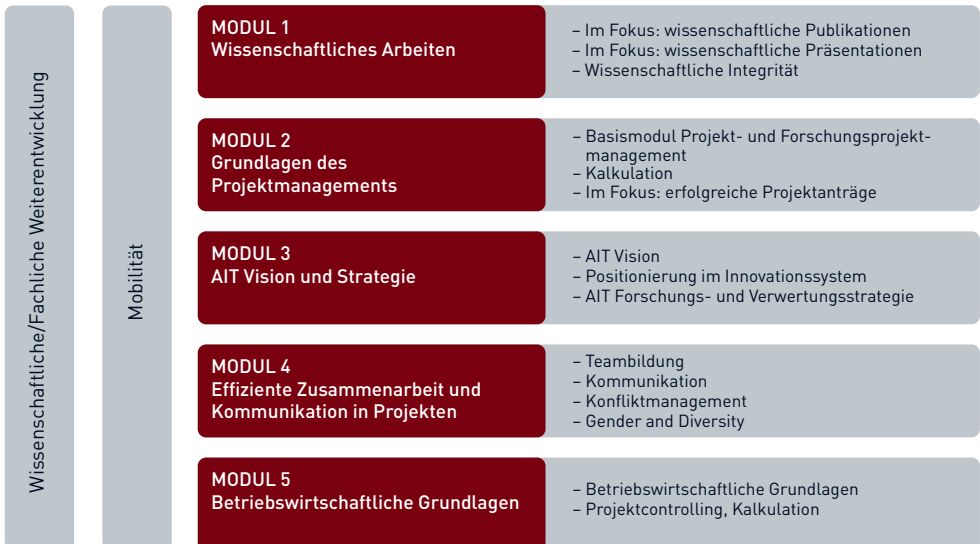 Wissenschaftliche/Fachliche Weiterentwicklung
Mobilität
MODUL 1
Wissenschaftliches Arbeiten
– Im Fokus: wissenschaftliche Publikationen
– Im Fokus: wissenschaftliche Präsentationen
– Wissenschaftliche Integrität
MODUL 2
Grundlagen des
Projektmanagements
– Basismodul Projekt- und Forschungsprojekt-
management
– Kalkulation
– Im Fokus: erfolgreiche Projektanträge
MODUL 3
AIT Vision und Strategie
– AIT Vision
– Positionierung im Innovationssystem
– AIT Forschungs- und Verwertungsstrategie
MODUL 4
Effiziente Zusammenarbeit und
Kommunikation in Projekten
– Teambildung
– Kommunikation
– Konfliktmanagement
– Gender and Diversity
MODUL 5
Betriebswirtschaftliche Grundlagen
– Betriebswirtschaftliche Grundlagen
– Projektcontrolling, Kalkulation